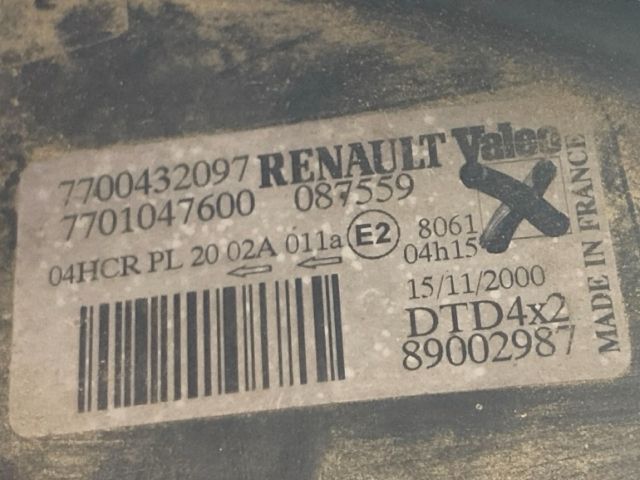 7700432097 RENAULT Valeo
7701047600 087559
04HCR PL 20 02A 011a E2 8061
04h15
15/11/2000
DTD4x2
89002987
MADE IN FRANCE